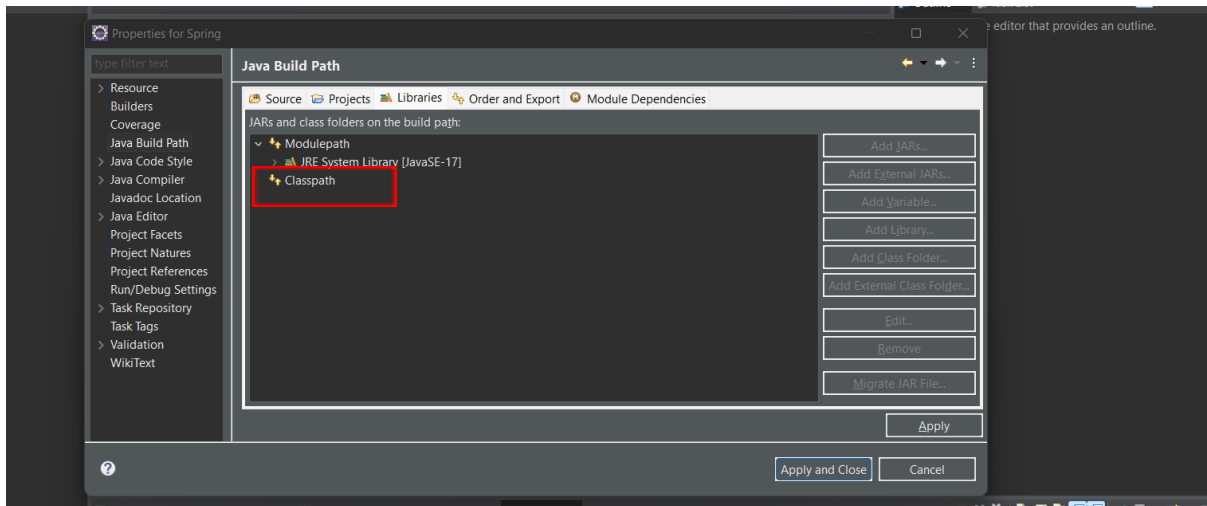 e editor that provides an outline.
Properties for Spring
type filter text
Java Build Path
Resource
Builders
Coverage
Java Build Path
Java Code Style
Java Compiler
Javadoc Location
Java Editor
Project Facets
Project Natures
Project References
Run/Debug Settings
Task Repository
Task Tags
Validation
WikiText
Source Projects Libraries Order and Export Module Dependencies
JARs and class folders on the build path:
Modulepath
JRE System Library [JavaSE-17]
Classpath
Add JARs...
Add External JARs...
Add Variable...
Add Library...
Add Class Folder...
Add External Class Folder...
Edit...
Remove
Migrate JAR File...
Apply
Apply and Close Cancel